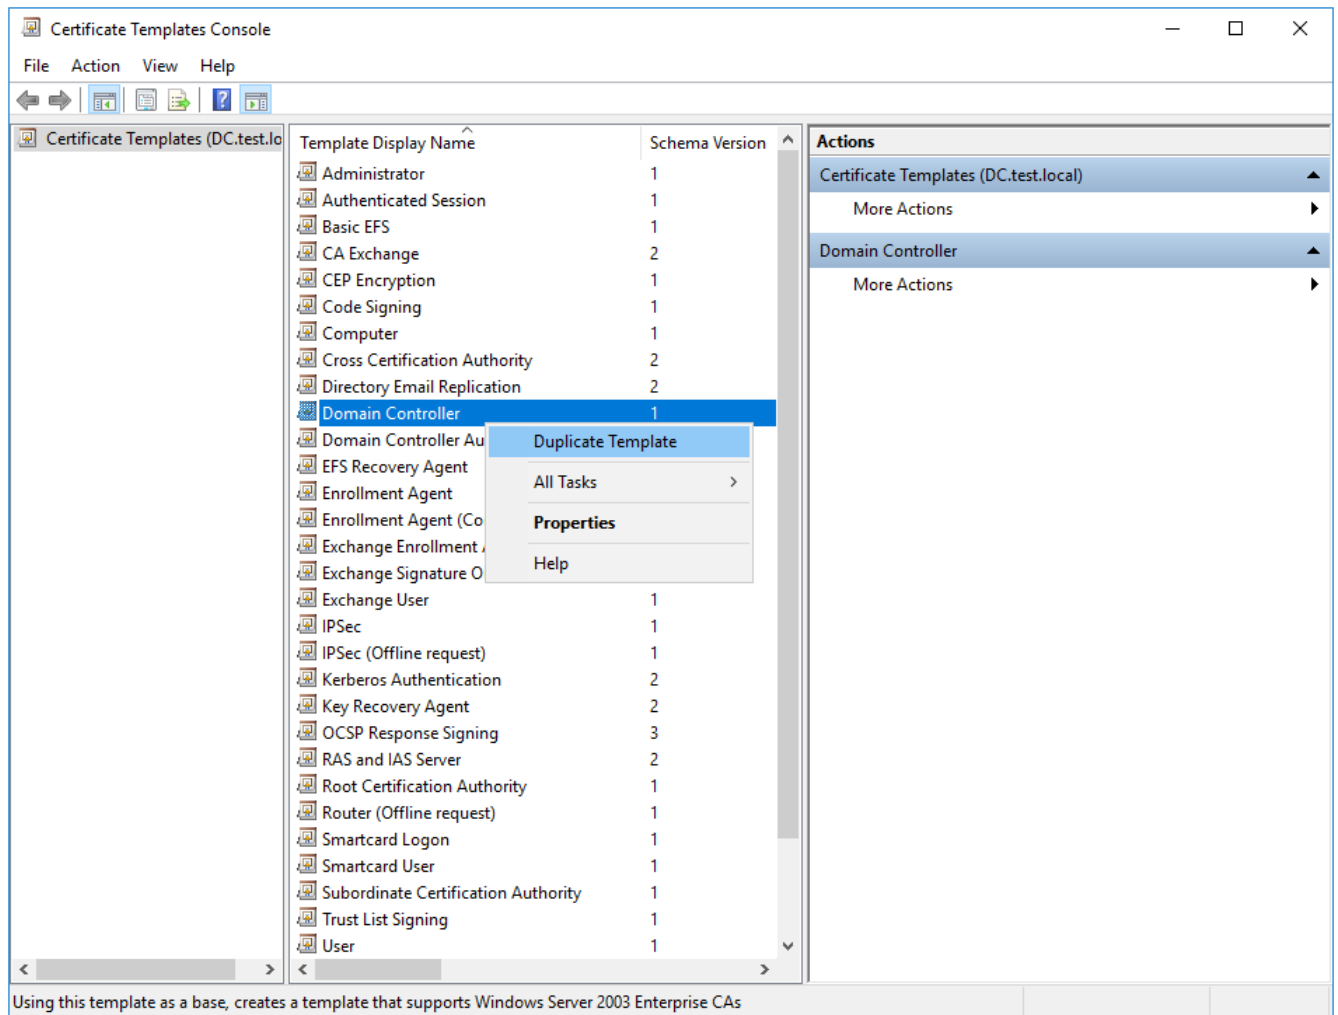 Certificate Templates Console
File Action View Help
Certificate Templates (DC.test.lo
Template Display Name Schema Version
Administrator 1
Authenticated Session 1
Basic EFS 1
CA Exchange 2
CEP Encryption 1
Code Signing 1
Computer 1
Cross Certification Authority 2
Directory Email Replication 2
Domain Controller 1
Domain Controller Au
EFS Recovery Agent
Enrollment Agent
Enrollment Agent (Co
Exchange Enrollment
Exchange Signature O
Exchange User 1
IPSec 1
IPSec (Offline request) 1
Kerberos Authentication 2
Key Recovery Agent 2
OCSP Response Signing 3
RAS and IAS Server 2
Root Certification Authority 1
Router (Offline request) 1
Smartcard Logon 1
Smartcard User 1
Subordinate Certification Authority 1
Trust List Signing 1
User 1
Duplicate Template
All Tasks
Properties
Help
Actions
Certificate Templates (DC.test.local)
More Actions
Domain Controller
More Actions
Using this template as a base, creates a template that supports Windows Server 2003 Enterprise CAs